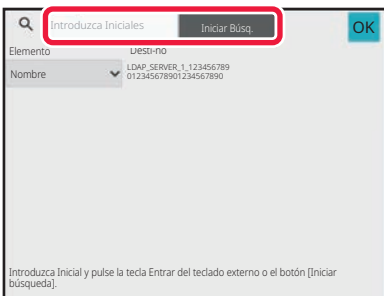 Introduzca Iniciales
Iniciar Búsq.
OK
Elemento
Desti-no
Nombre
LDAP_SERVER_1_123456789
012345678901234567890
Introduzca Inicial y pulse la tecla Entrar del teclado externo o el botón [Iniciar
búsqueda].